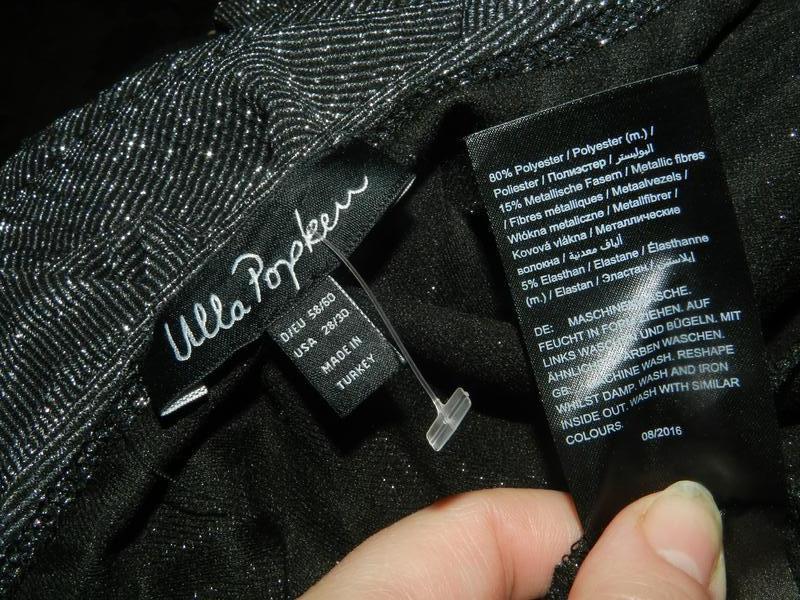 Ulla Popken
D/EU 58/60
USA 28/30
MADE IN
TURKEY
80% Polyester / Polyester (m.) /
Poliester / Полиэстер / البوليستر
15% Metallische Fasern / Metallic fibres
/ Fibres métalliques / Metaalvezels /
Włókna metaliczne / Metallfibrer /
Kovová vlákna / Металлические
волокна / ألياف معدنية
5% Elasthan / Elastane / Élasthanne
(m.) / Elastan / Эластан / إيلاستين
DE: MASCHINENWÄSCHE.
FEUCHT IN FORM ZIEHEN. AUF
LINKS WASCHEN UND BÜGELN. MIT
ÄHNLICHEN FARBEN WASCHEN.
GB: MACHINE WASH. RESHAPE
WHILST DAMP. WASH AND IRON
INSIDE OUT. WASH WITH SIMILAR
COLOURS.
08/2016